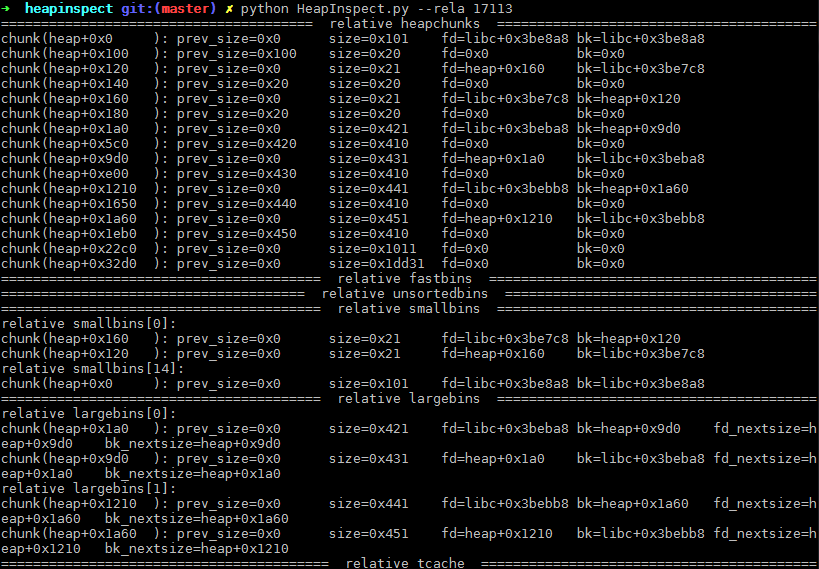 ➜  heapinspect git:(master) ✗ python HeapInspect.py --rela 17113
=======================================  relative heapchunks  ========================================
chunk(heap+0x0     ): prev_size=0x0      size=0x101    fd=libc+0x3be8a8 bk=libc+0x3be8a8
chunk(heap+0x100   ): prev_size=0x100    size=0x20     fd=0x0           bk=0x0
chunk(heap+0x120   ): prev_size=0x0      size=0x21     fd=heap+0x160    bk=libc+0x3be7c8
chunk(heap+0x140   ): prev_size=0x20     size=0x20     fd=0x0           bk=0x0
chunk(heap+0x160   ): prev_size=0x0      size=0x21     fd=libc+0x3be7c8 bk=heap+0x120
chunk(heap+0x180   ): prev_size=0x20     size=0x20     fd=0x0           bk=0x0
chunk(heap+0x1a0   ): prev_size=0x0      size=0x421    fd=libc+0x3beba8 bk=heap+0x9d0
chunk(heap+0x5c0   ): prev_size=0x420    size=0x410    fd=0x0           bk=0x0
chunk(heap+0x9d0   ): prev_size=0x0      size=0x431    fd=heap+0x1a0    bk=libc+0x3beba8
chunk(heap+0xe00   ): prev_size=0x430    size=0x410    fd=0x0           bk=0x0
chunk(heap+0x1210  ): prev_size=0x0      size=0x441    fd=libc+0x3bebb8 bk=heap+0x1a60
chunk(heap+0x1650  ): prev_size=0x440    size=0x410    fd=0x0           bk=0x0
chunk(heap+0x1a60  ): prev_size=0x0      size=0x451    fd=heap+0x1210   bk=libc+0x3bebb8
chunk(heap+0x1eb0  ): prev_size=0x450    size=0x410    fd=0x0           bk=0x0
chunk(heap+0x22c0  ): prev_size=0x0      size=0x1011   fd=0x0           bk=0x0
chunk(heap+0x32d0  ): prev_size=0x0      size=0x1dd31  fd=0x0           bk=0x0
========================================  relative fastbins  =========================================
======================================  relative unsortedbins  =======================================
========================================  relative smallbins  ========================================
relative smallbins[0]:
chunk(heap+0x160   ): prev_size=0x0      size=0x21     fd=libc+0x3be7c8 bk=heap+0x120
chunk(heap+0x120   ): prev_size=0x0      size=0x21     fd=heap+0x160    bk=libc+0x3be7c8
relative smallbins[14]:
chunk(heap+0x0     ): prev_size=0x0      size=0x101    fd=libc+0x3be8a8 bk=libc+0x3be8a8
========================================  relative largebins  ========================================
relative largebins[0]:
chunk(heap+0x1a0   ): prev_size=0x0      size=0x421    fd=libc+0x3beba8 bk=heap+0x9d0    fd_nextsize=h
eap+0x9d0    bk_nextsize=heap+0x9d0
chunk(heap+0x9d0   ): prev_size=0x0      size=0x431    fd=heap+0x1a0    bk=libc+0x3beba8 fd_nextsize=h
eap+0x1a0    bk_nextsize=heap+0x1a0
relative largebins[1]:
chunk(heap+0x1210  ): prev_size=0x0      size=0x441    fd=libc+0x3bebb8 bk=heap+0x1a60   fd_nextsize=h
eap+0x1a60   bk_nextsize=heap+0x1a60
chunk(heap+0x1a60  ): prev_size=0x0      size=0x451    fd=heap+0x1210   bk=libc+0x3bebb8 fd_nextsize=h
eap+0x1210   bk_nextsize=heap+0x1210
=========================================  relative tcache  ==========================================